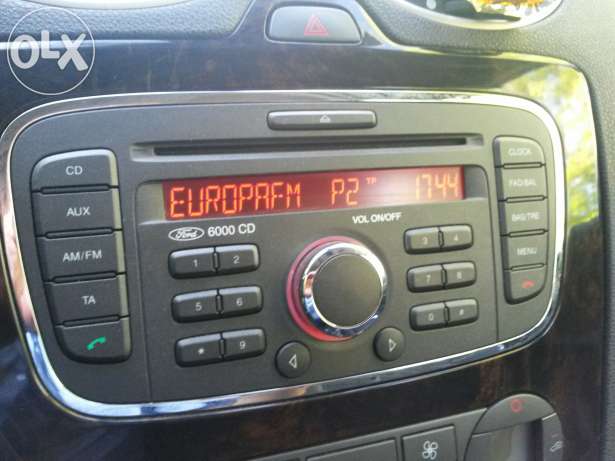 OLX
CD
AUX
AM/FM
TA
EUROPAFM P2 TP 17:44
Ford 6000 CD
VOL ON/OFF
1 2
3 4
5 6
7 8
* 9
0 #
CLOCK
FAD/BAL
BAS/TRE
MENU